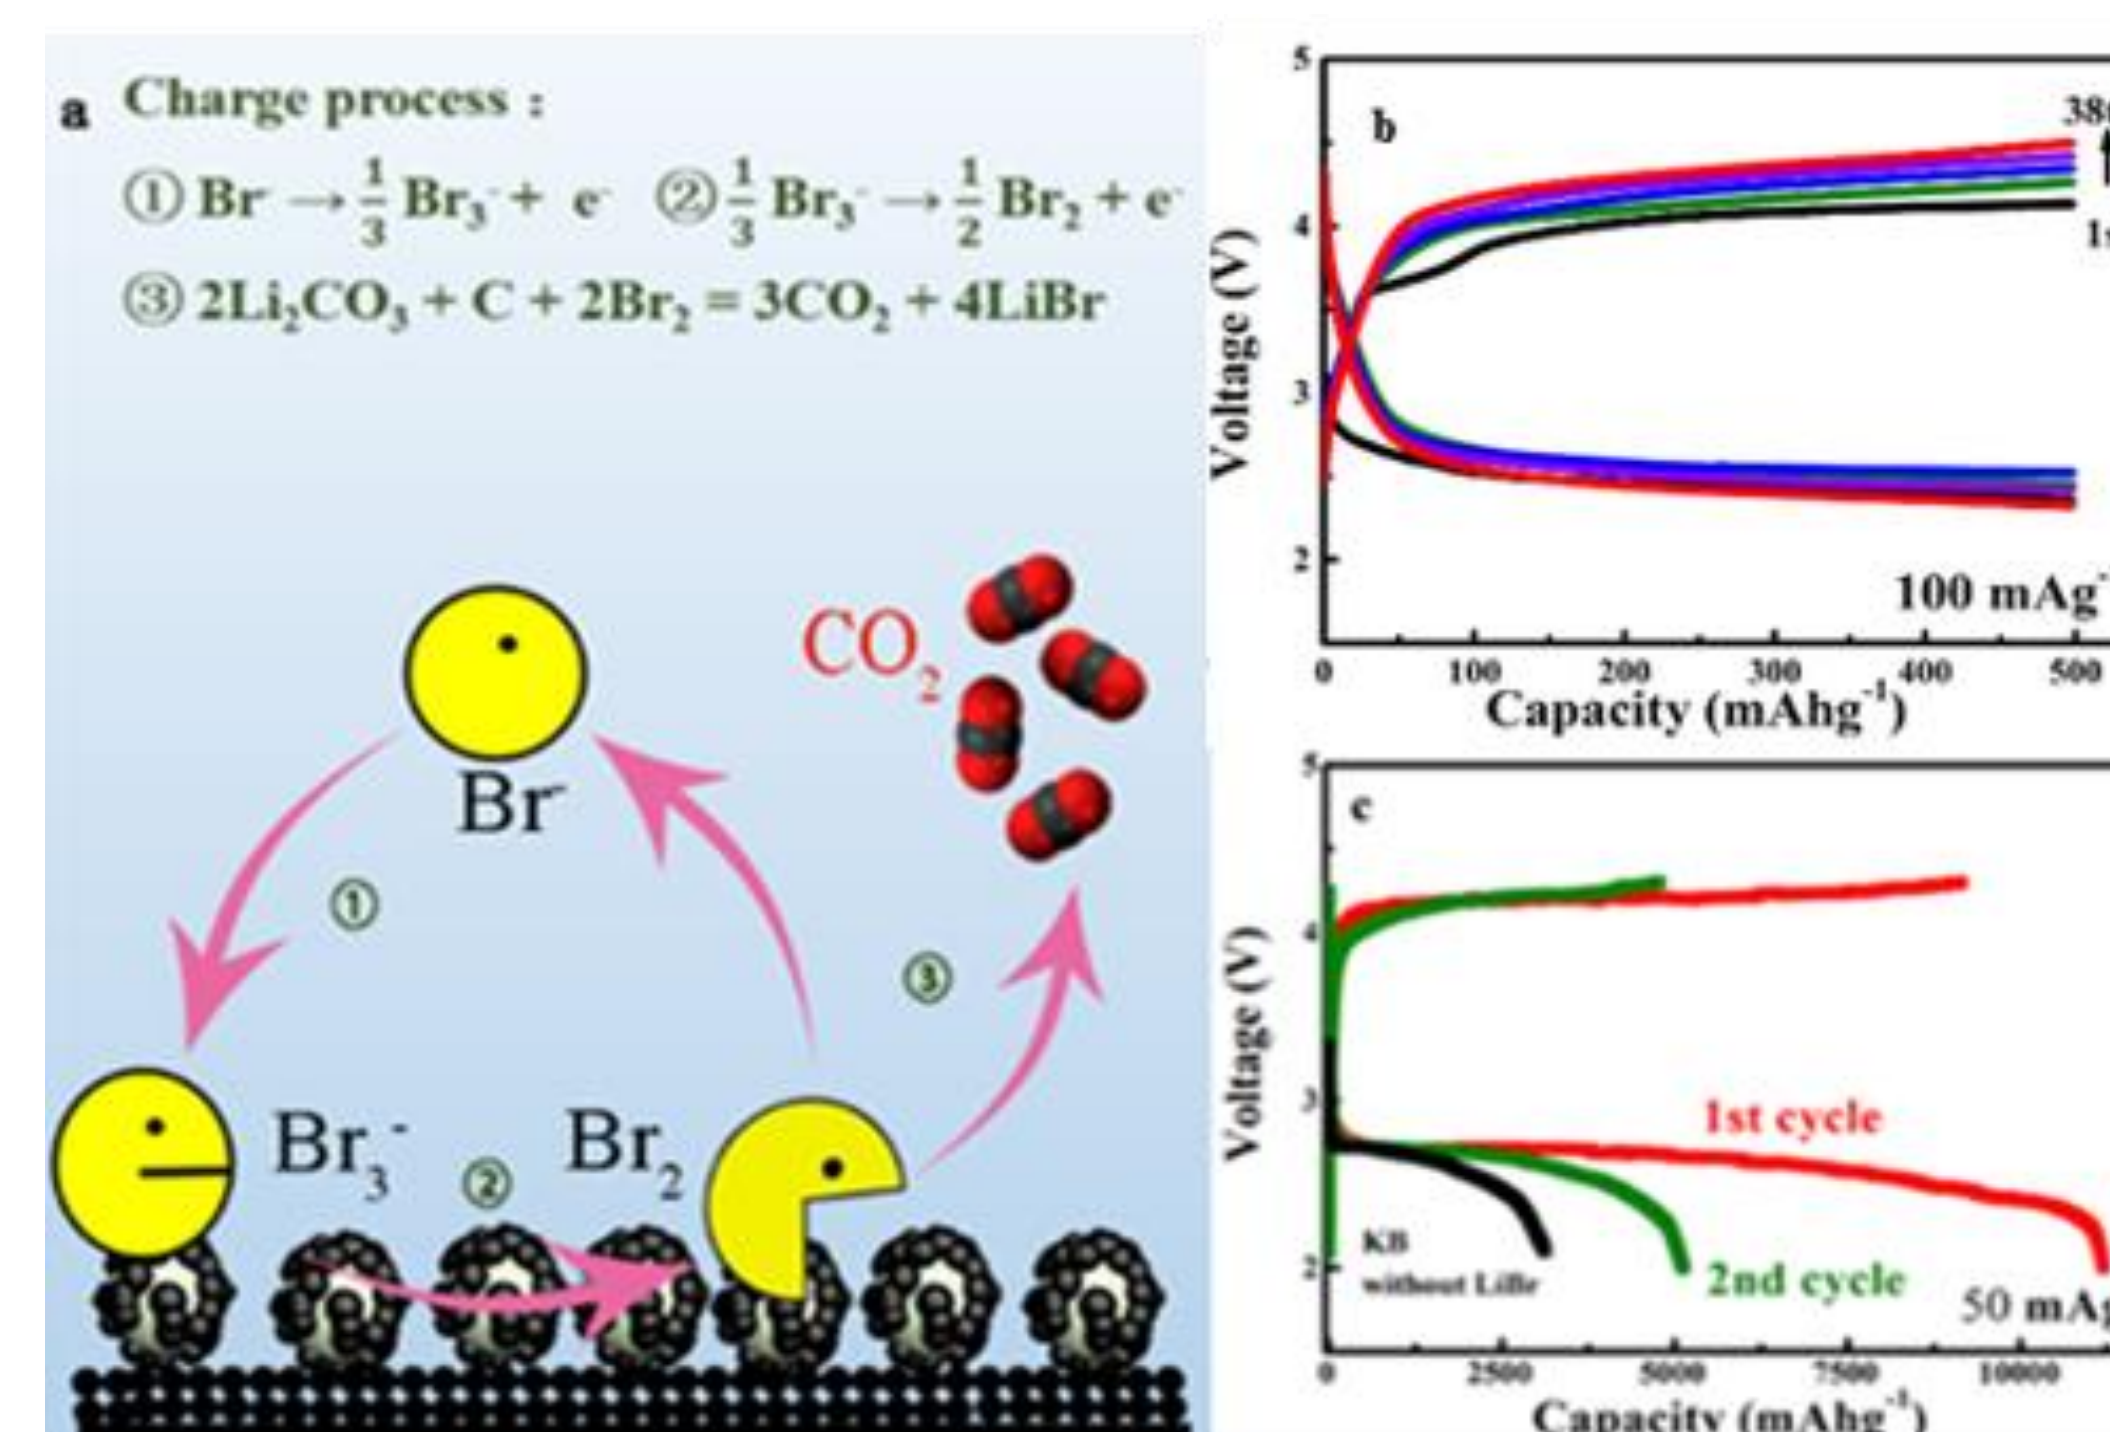 a Charge process :
① Br⁻ → 1/3 Br₃⁻ + e⁻ ② 1/3 Br₃⁻ → 1/2 Br₂ + e⁻
③ 2Li₂CO₃ + C + 2Br₂ = 3CO₂ + 4LiBr
CO₂
Br⁻
①
③
Br₃⁻
②
Br₂
b
5
4
3
2
Voltage (V)
1s
100 mAg⁻
0 100 200 300 400 500
Capacity (mAhg⁻¹)
c
5
4
3
2
Voltage (V)
1st cycle
2nd cycle
KB
without
50 mAg
0 2500 5000 7500 10000
Capacity (mAhg⁻¹)